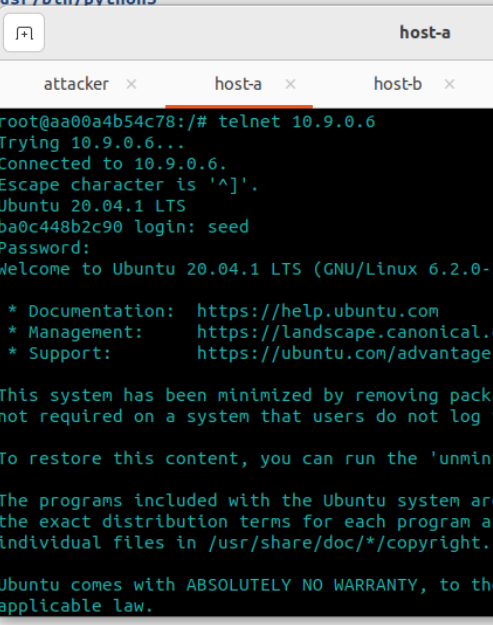 usr/bin/python3
host-a
attacker × host-a × host-b ×
root@aa00a4b54c78:/# telnet 10.9.0.6
Trying 10.9.0.6...
Connected to 10.9.0.6.
Escape character is '^]'.
Ubuntu 20.04.1 LTS
ba0c448b2c90 login: seed
Password:
Welcome to Ubuntu 20.04.1 LTS (GNU/Linux 6.2.0-
* Documentation: https://help.ubuntu.com
* Management: https://landscape.canonical.
* Support: https://ubuntu.com/advantage
This system has been minimized by removing pack
not required on a system that users do not log
To restore this content, you can run the 'unmin
The programs included with the Ubuntu system are
the exact distribution terms for each program a
individual files in /usr/share/doc/*/copyright.
Ubuntu comes with ABSOLUTELY NO WARRANTY, to the
applicable law.